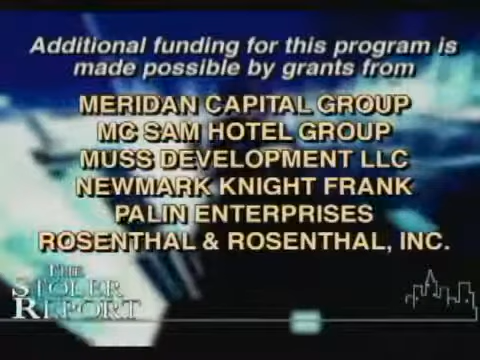 Additional funding for this program is
made possible by grants from
MERIDAN CAPITAL GROUP
MC SAM HOTEL GROUP
MUSS DEVELOPMENT LLC
NEWMARK KNIGHT FRANK
PALIN ENTERPRISES
ROSENTHAL & ROSENTHAL, INC.
THE
STOLER
REPORT